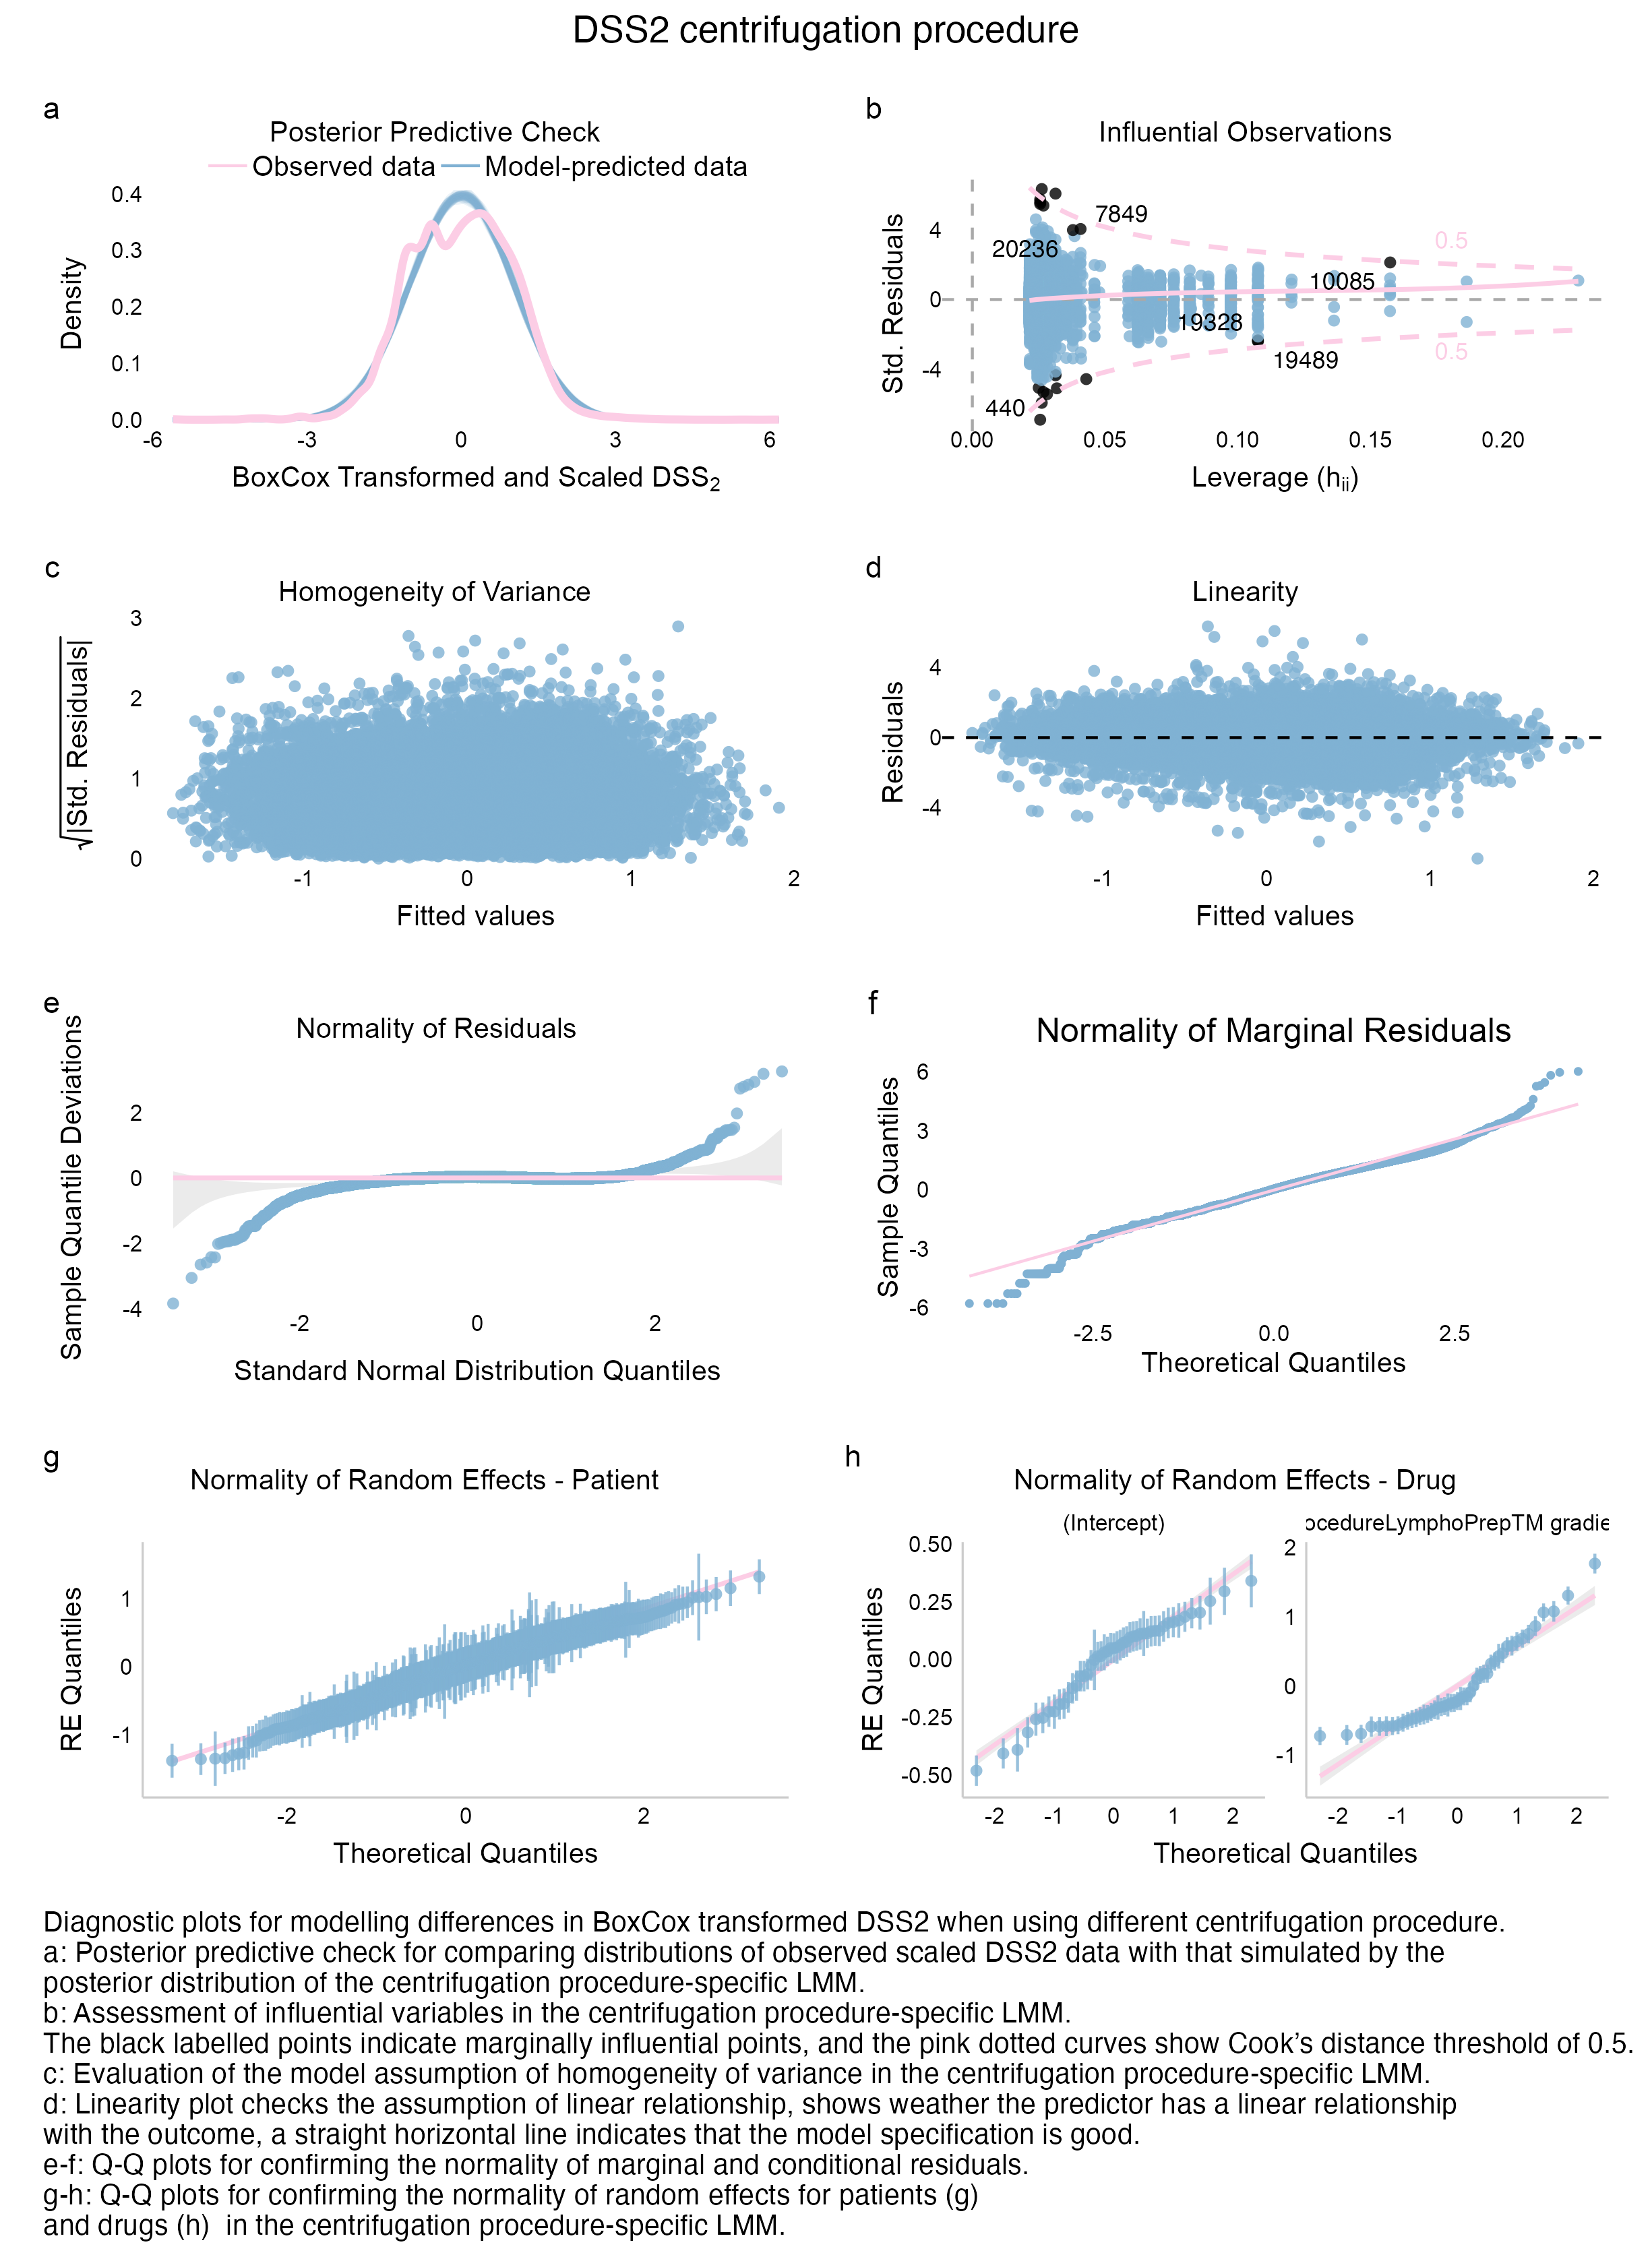 DSS2 centrifugation procedure
a
Posterior Predictive Check
Observed data
Model-predicted data
0.4
0.3
0.2
0.1
0.0
Density
-6
-3
0
3
6
BoxCox Transformed and Scaled DSS2
b
Influential Observations
4
0
-4
Std. Residuals
7849
20236
0.5
10085
19328
0.5
19489
440
0.00
0.05
0.10
0.15
0.20
Leverage (hii)
c
Homogeneity of Variance
3
2
1
0
√|Std. Residuals|
-1
0
1
2
Fitted values
d
Linearity
4
0
-4
Residuals
-1
0
1
2
Fitted values
e
Normality of Residuals
2
0
-2
-4
Sample Quantile Deviations
-2
0
2
Standard Normal Distribution Quantiles
f
Normality of Marginal Residuals
6
3
0
-3
-6
Sample Quantiles
-2.5
0.0
2.5
Theoretical Quantiles
g
Normality of Random Effects - Patient
1
0
-1
RE Quantiles
-2
0
2
Theoretical Quantiles
h
Normality of Random Effects - Drug
(Intercept)
ocedureLymphoPrepTM gradie
0.50
0.25
0.00
-0.25
-0.50
RE Quantiles
2
1
0
-1
-2
-1
0
1
2
-2
-1
0
1
2
Theoretical Quantiles
Diagnostic plots for modelling differences in BoxCox transformed DSS2 when using different centrifugation procedure.
a: Posterior predictive check for comparing distributions of observed scaled DSS2 data with that simulated by the
posterior distribution of the centrifugation procedure-specific LMM.
b: Assessment of influential variables in the centrifugation procedure-specific LMM.
The black labelled points indicate marginally influential points, and the pink dotted curves show Cook’s distance threshold of 0.5.
c: Evaluation of the model assumption of homogeneity of variance in the centrifugation procedure-specific LMM.
d: Linearity plot checks the assumption of linear relationship, shows weather the predictor has a linear relationship
with the outcome, a straight horizontal line indicates that the model specification is good.
e-f: Q-Q plots for confirming the normality of marginal and conditional residuals.
g-h: Q-Q plots for confirming the normality of random effects for patients (g)
and drugs (h)  in the centrifugation procedure-specific LMM.